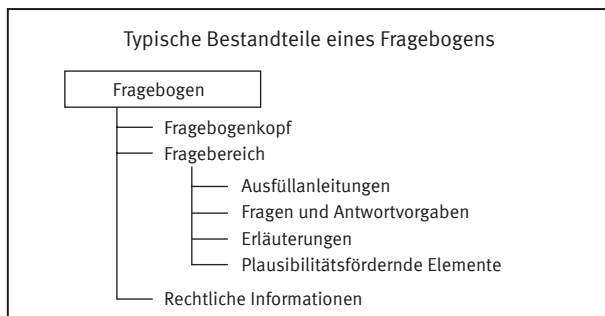 Typische Bestandteile eines Fragebogens
Fragebogen
Fragebogenkopf
Fragebereich
Ausfüllanleitungen
Fragen und Antwortvorgaben
Erläuterungen
Plausibilitätsfördernde Elemente
Rechtliche Informationen